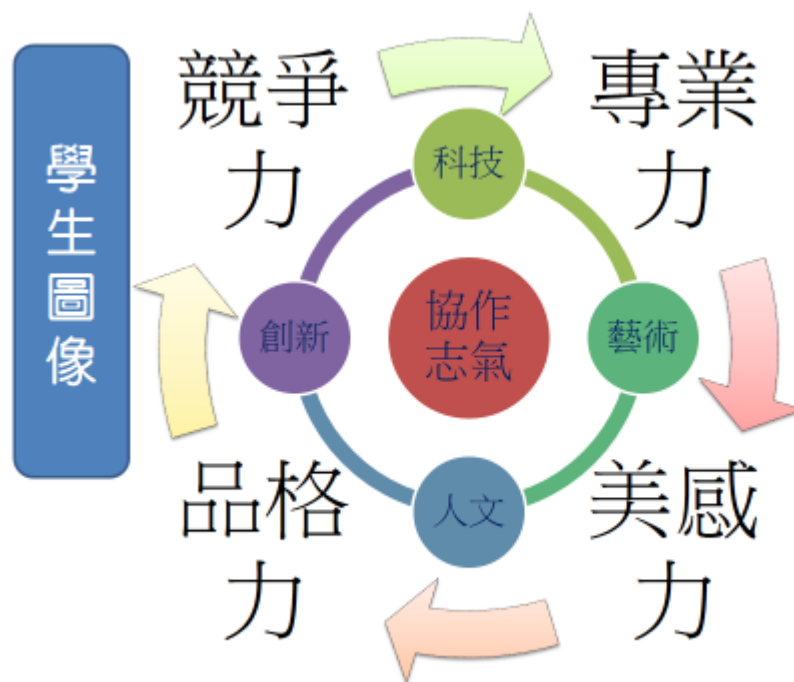 學生圖像
競爭
力
專業
力
科技
創新
協作
志氣
藝術
人文
品格
力
美感
力